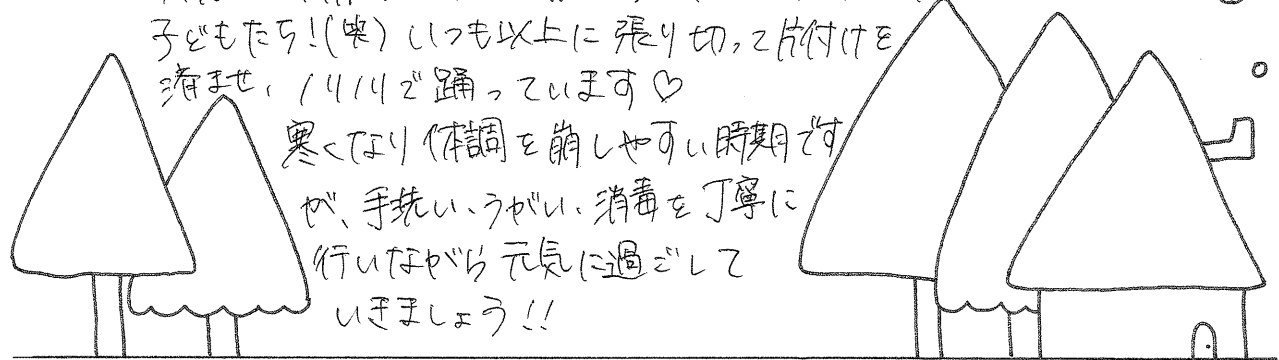 子どもたち!(笑) いつも以上に張り切って片付けを
済ませ、ノリノリで踊っています♡
寒くなり体調を崩しやすい時期です
が、手洗い、うがい、消毒を丁寧に
行いながら元気に過ごして
いきましょう!!